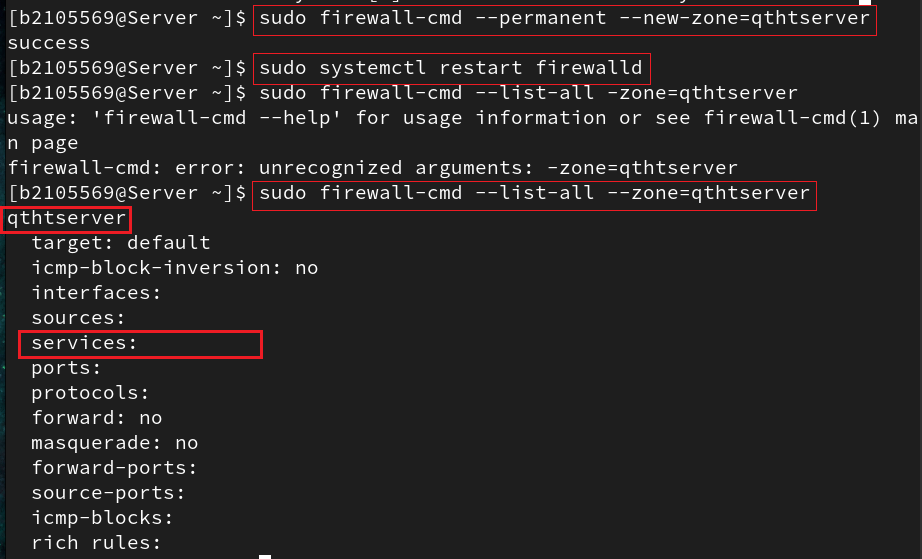 [b2105569@Server ~]$ sudo firewall-cmd --permanent --new-zone=qthtserver
success
[b2105569@Server ~]$ sudo systemctl restart firewalld
[b2105569@Server ~]$ sudo firewall-cmd --list-all -zone=qthtserver
usage: 'firewall-cmd --help' for usage information or see firewall-cmd(1) ma
n page
firewall-cmd: error: unrecognized arguments: -zone=qthtserver
[b2105569@Server ~]$ sudo firewall-cmd --list-all --zone=qthtserver
qthtserver
  target: default
  icmp-block-inversion: no
  interfaces:
  sources:
  services:
  ports:
  protocols:
  forward: no
  masquerade: no
  forward-ports:
  source-ports:
  icmp-blocks:
  rich rules: